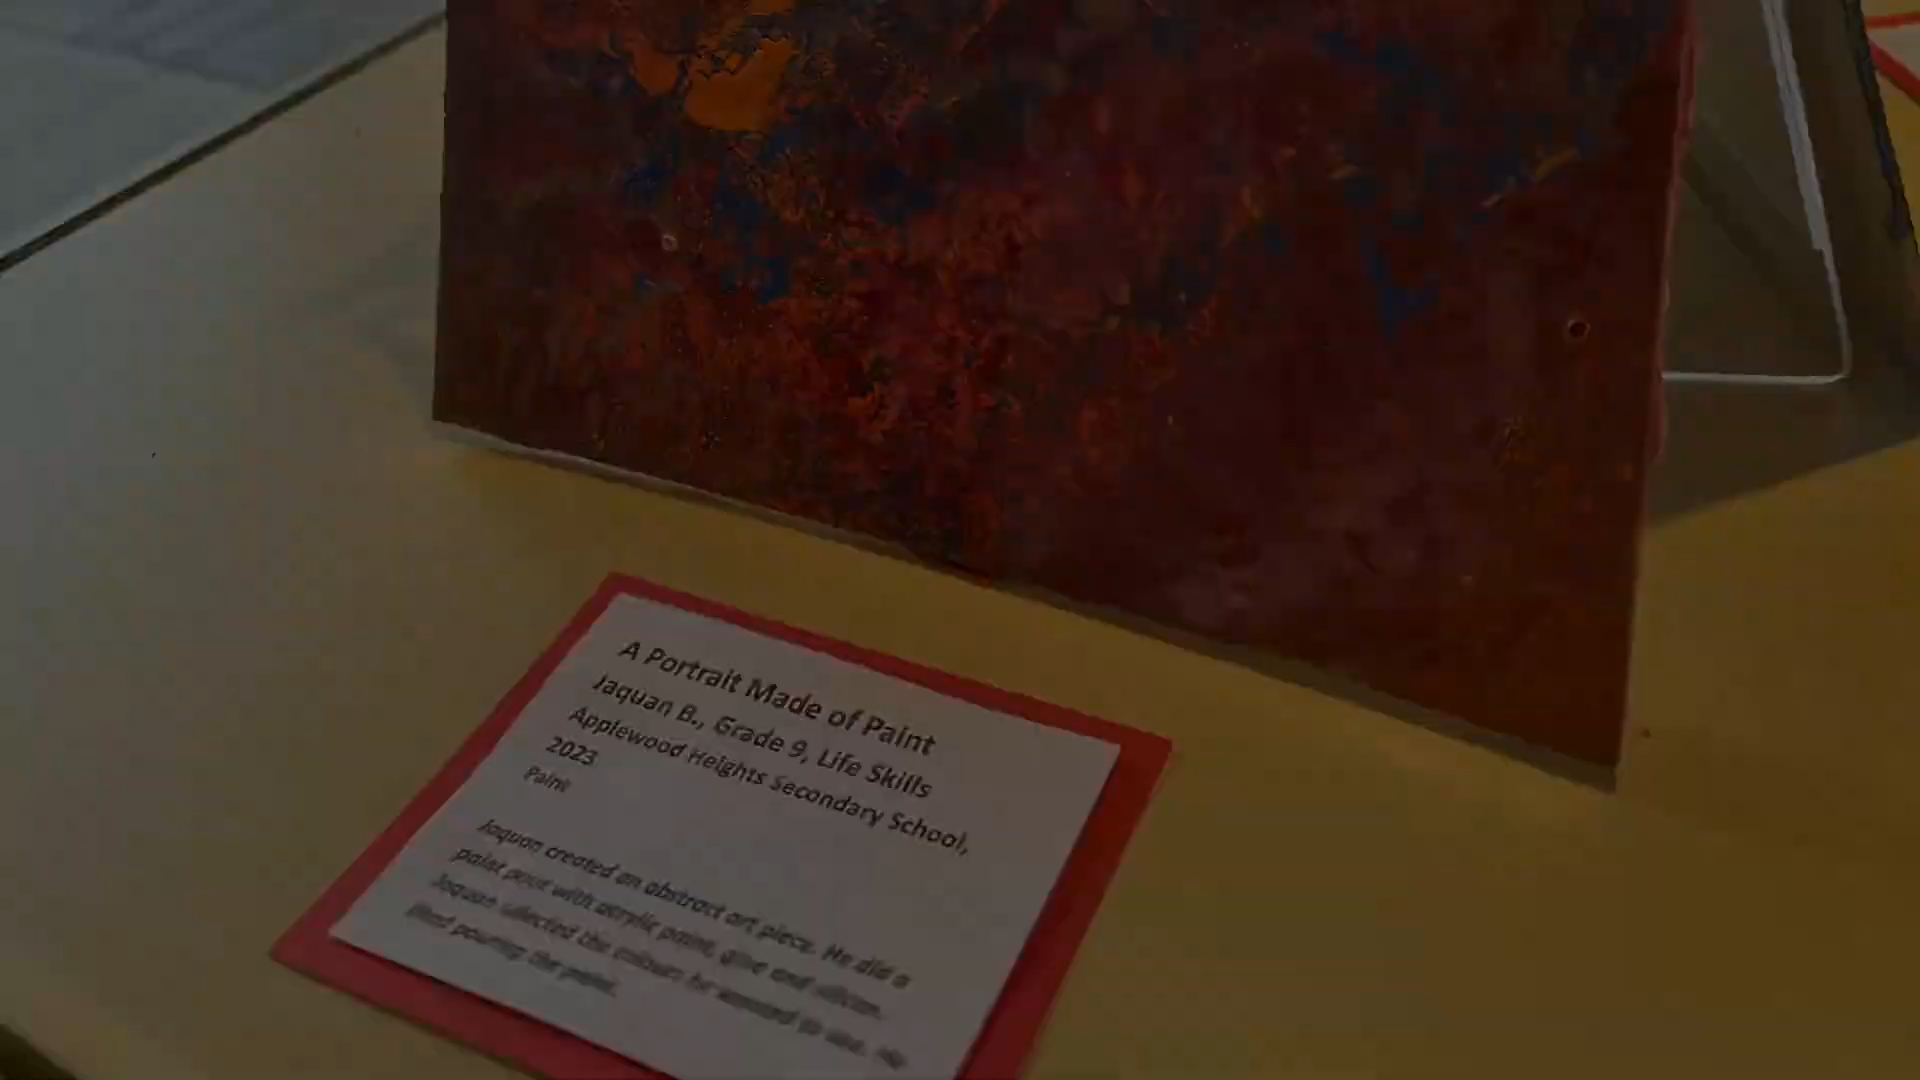 A Portrait Made of Paint
Jaquan B., Grade 9, Life Skills
Applewood Heights Secondary School,
2023
Paint
Jaquan created an abstract art piece. He did a
paint pour with acrylic paint, glue and silicon.
Jaquan selected the colours he wanted to use. He
liked pouring the paint.